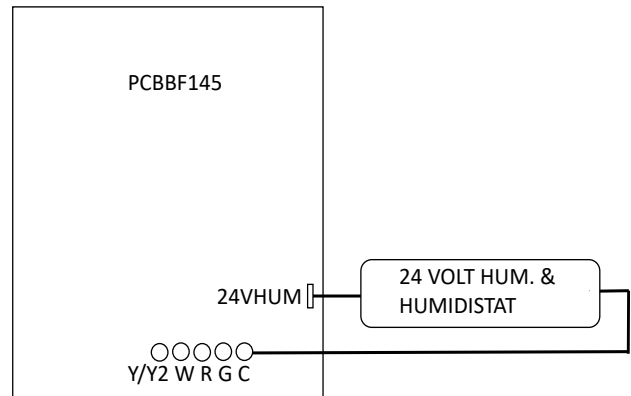 PCBBF145
24 VOLT HUM. &
HUMIDISTAT
24VHUM
Y/Y2 W R G C